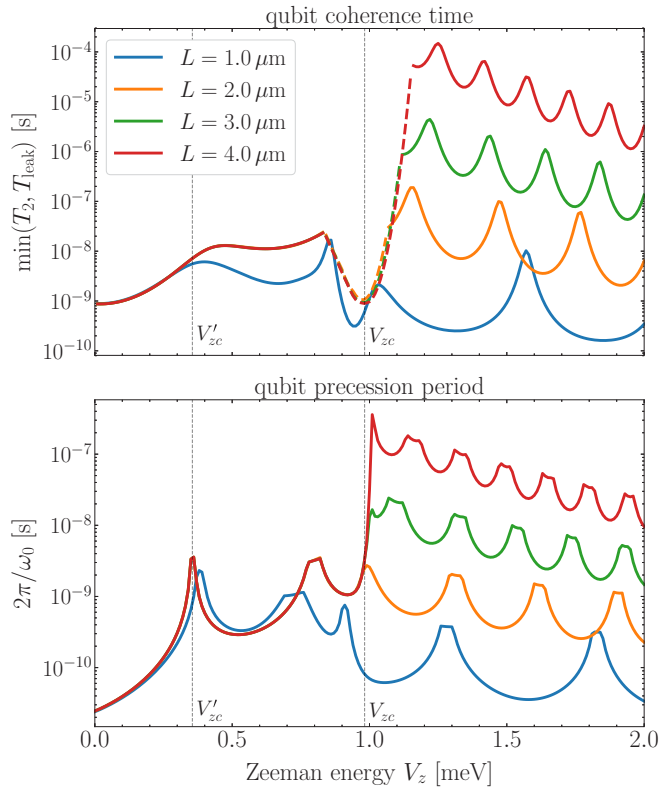 qubit coherence time
min(T₂, T_leak) [s]
10⁻⁴
10⁻⁵
10⁻⁶
10⁻⁷
10⁻⁸
10⁻⁹
10⁻¹⁰
L = 1.0 μm
L = 2.0 μm
L = 3.0 μm
L = 4.0 μm
V′_zc
V_zc
qubit precession period
2π/ω₀ [s]
10⁻⁷
10⁻⁸
10⁻⁹
10⁻¹⁰
V′_zc
V_zc
0.0 0.5 1.0 1.5 2.0
Zeeman energy V_z [meV]